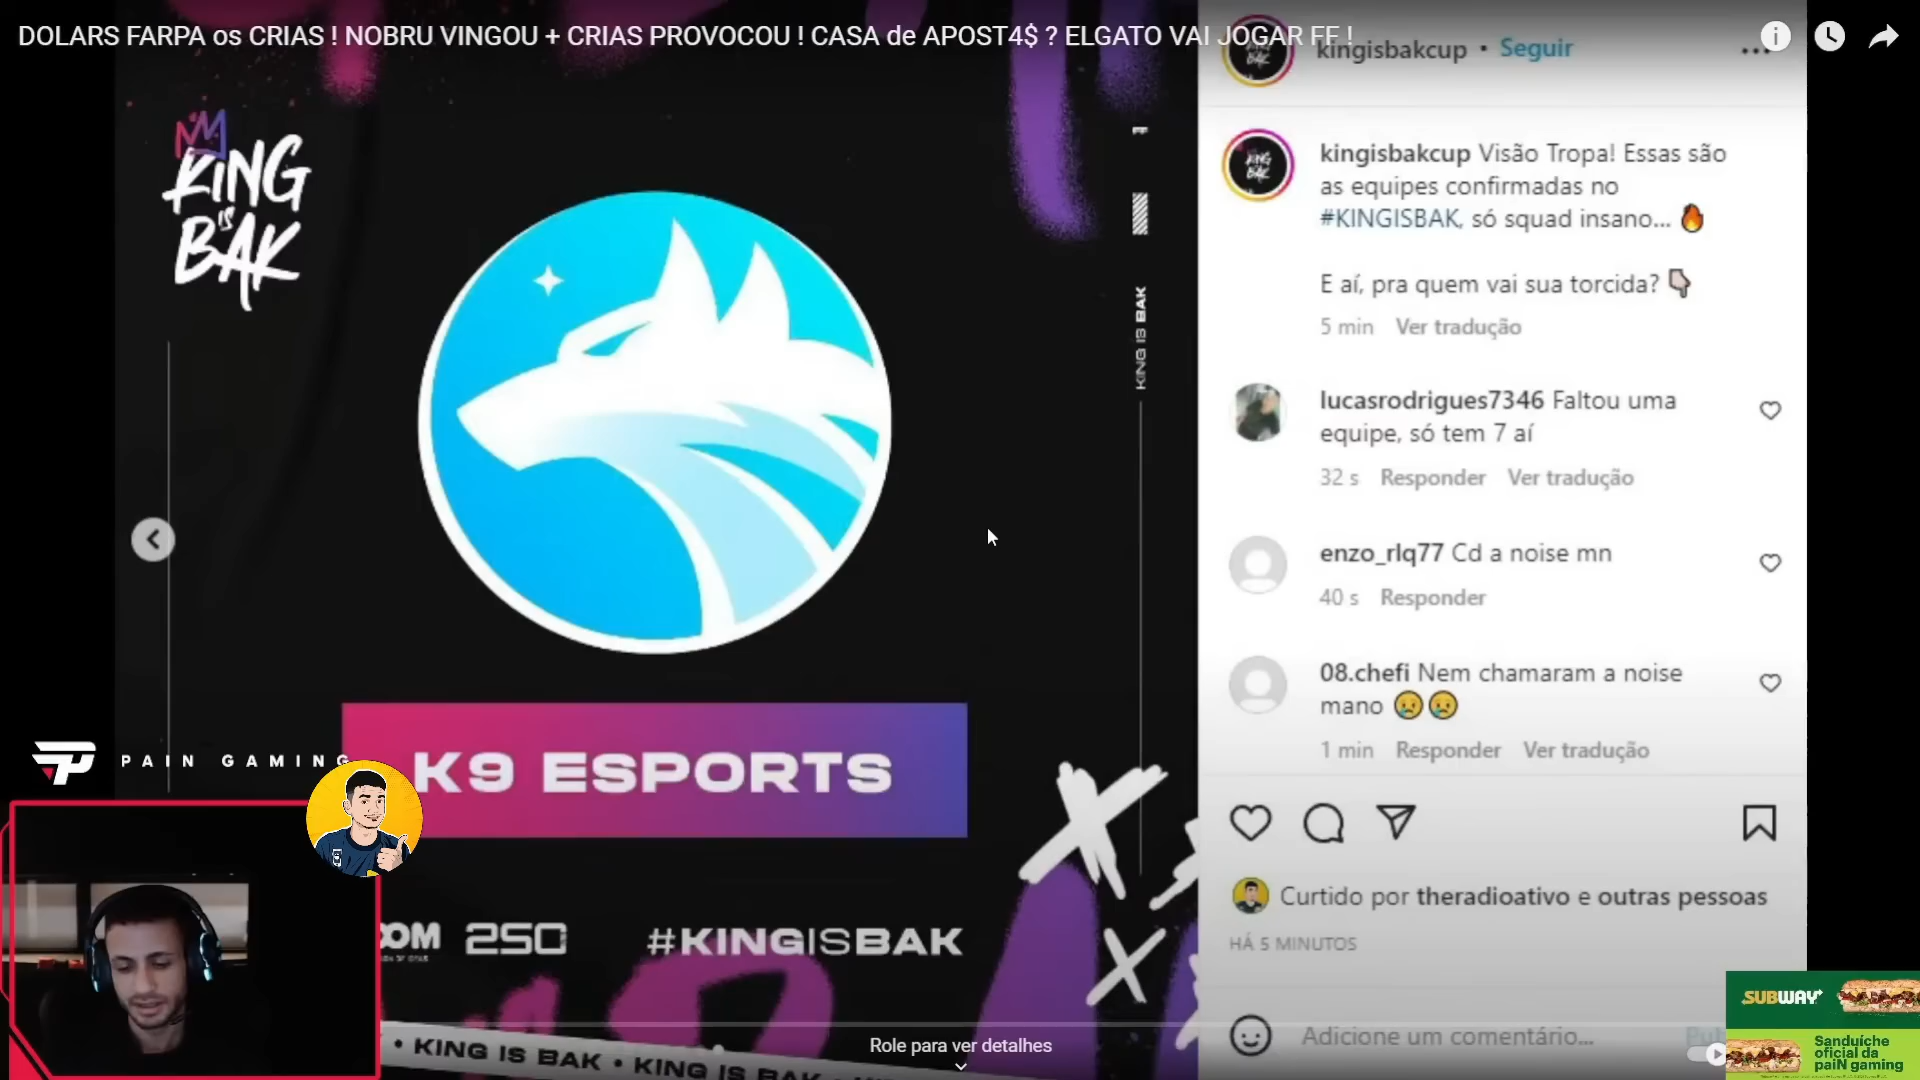 DOLARS FARPA os CRIAS ! NOBRU VINGOU + CRIAS PROVOCOU ! CASA de APOST4$ ? ELGATO VAI JOGAR FF !
kingisbakcup • Seguir
KING
IS
BAK
KING IS BAK
kingisbakcup Visão Tropa! Essas são
as equipes confirmadas no
#KINGISBAK, só squad insano... 🔥
E aí, pra quem vai sua torcida? 👇
5 min Ver tradução
lucasrodrigues7346 Faltou uma
equipe, só tem 7 aí
32 s Responder Ver tradução
enzo_rlq77 Cd a noise mn
40 s Responder
08.chefi Nem chamaram a noise
mano 😢😢
1 min Responder Ver tradução
PAIN GAMING
K9 ESPORTS
250
#KINGISBAK
Curtido por theradioativo e outras pessoas
HÁ 5 MINUTOS
Adicione um comentário...
Role para ver detalhes
• KING IS BAK • KING IS BAK
SUBWAY
Sanduíche
oficial da
paiN gaming